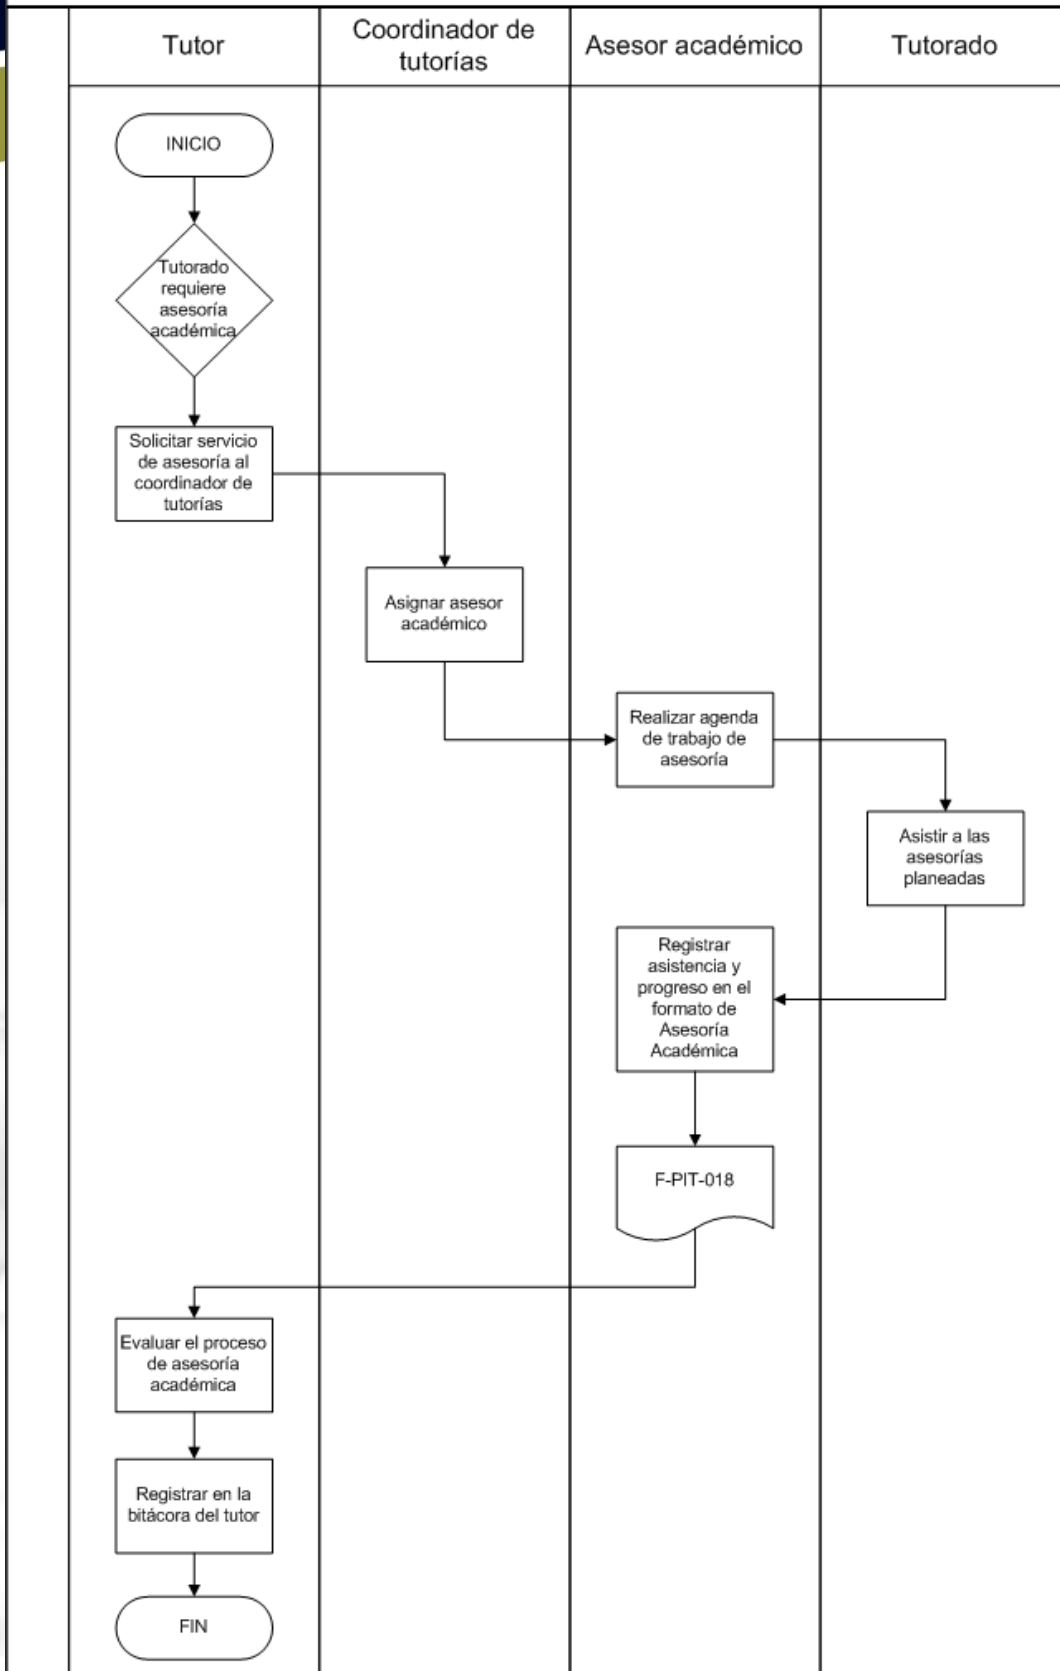 Tutor
Coordinador de
tutorías
Asesor académico
Tutorado
INICIO
Tutorado
requiere
asesoría
académica
Solicitar servicio
de asesoría al
coordinador de
tutorías
Asignar asesor
académico
Realizar agenda
de trabajo de
asesoría
Asistir a las
asesorías
planeadas
Registrar
asistencia y
progreso en el
formato de
Asesoría
Académica
F-PIT-018
Evaluar el proceso
de asesoría
académica
Registrar en la
bitácora del tutor
FIN